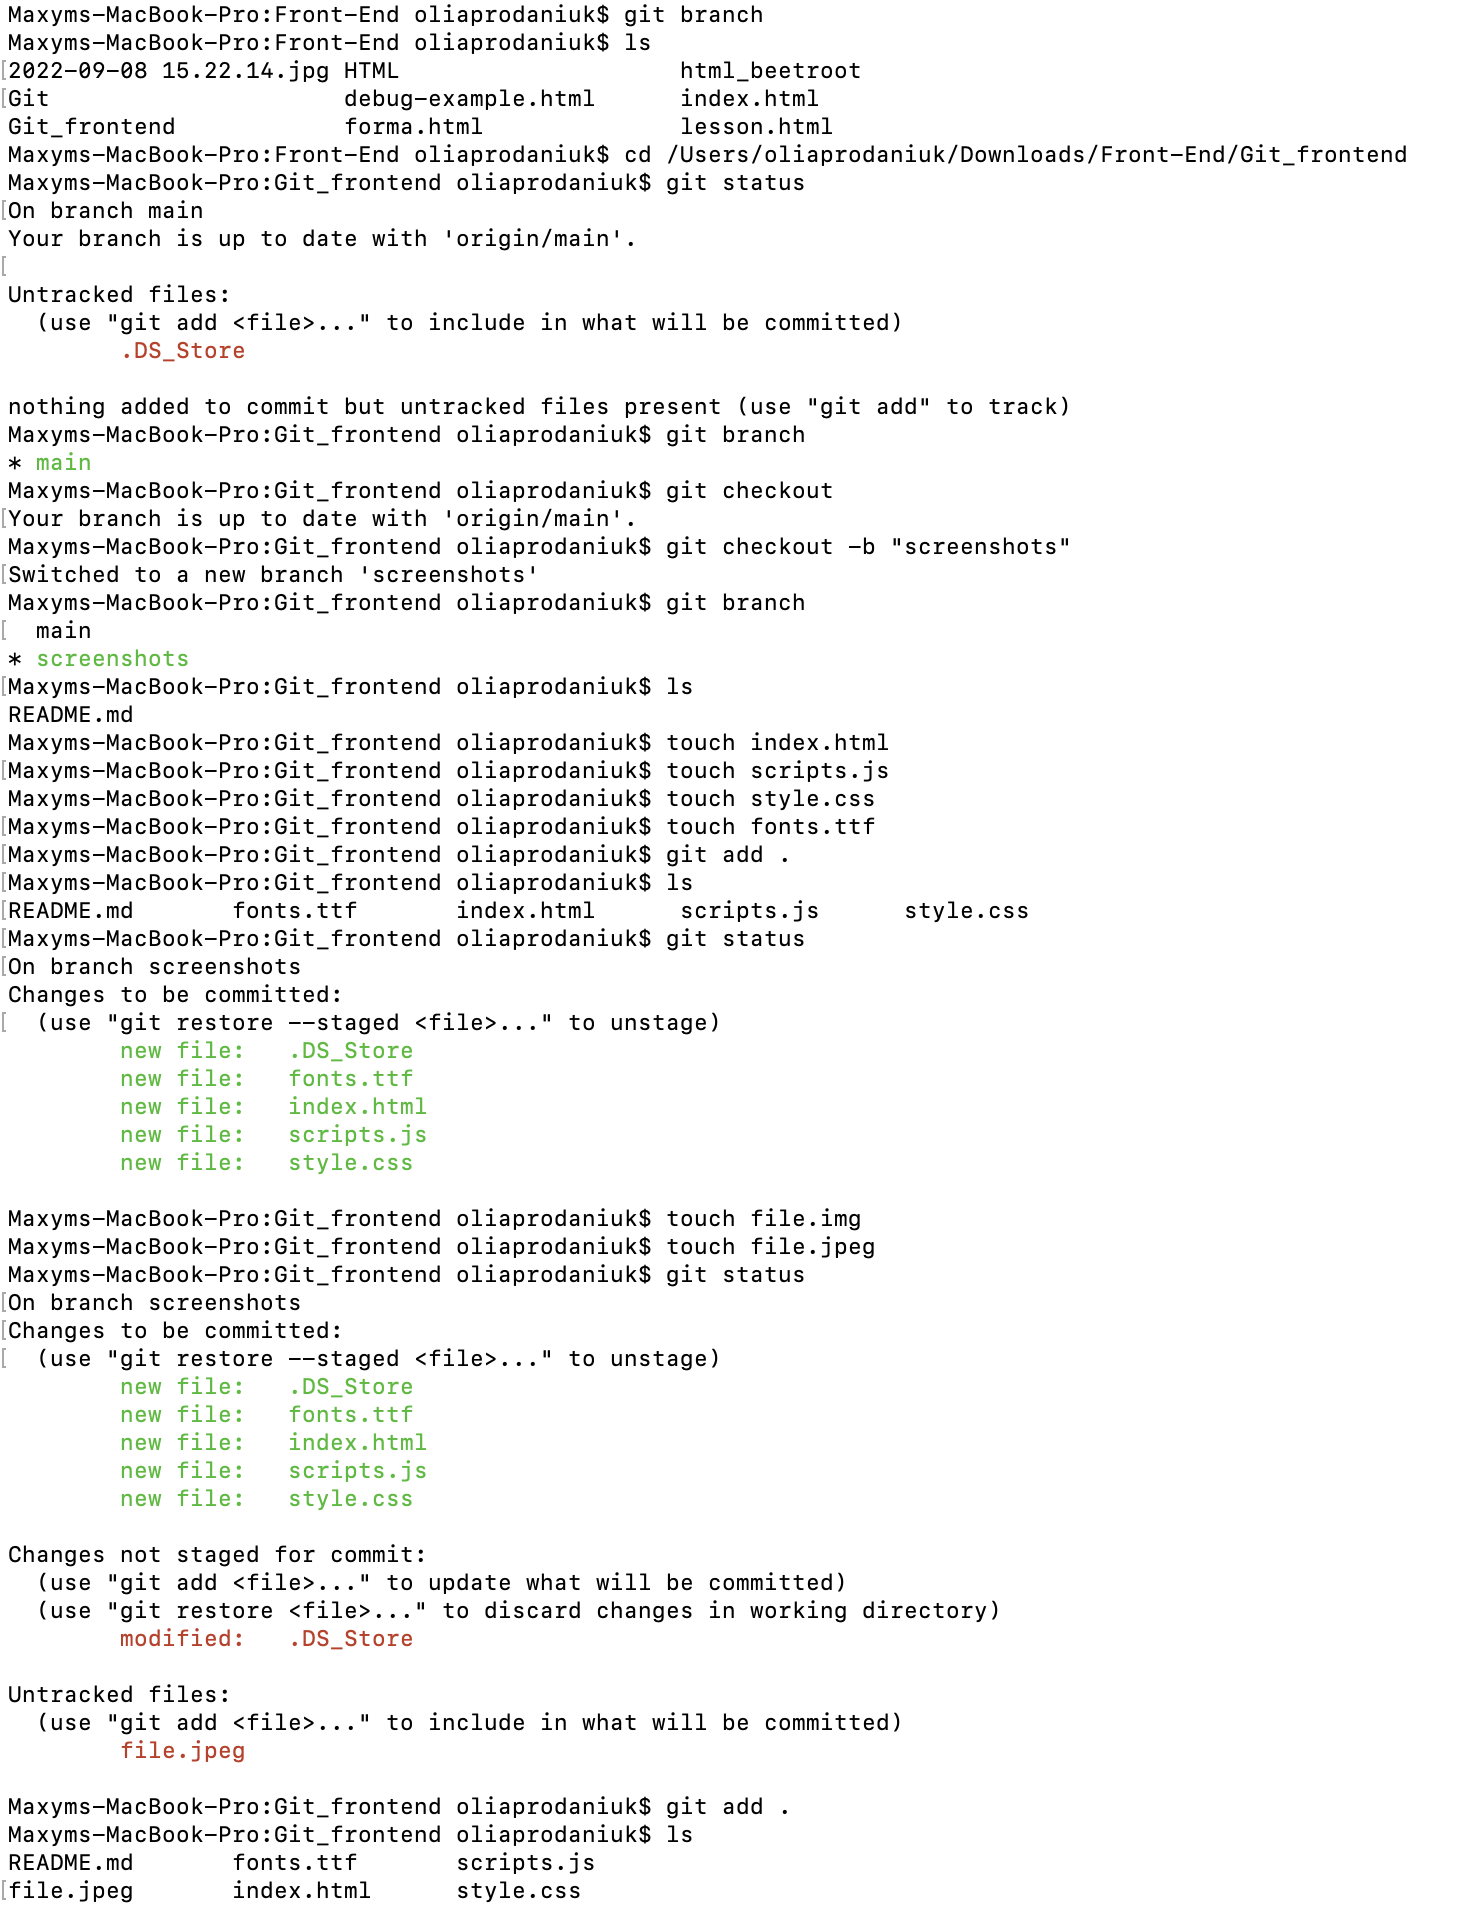 Maxyms-MacBook-Pro:Front-End oliaprodaniuk$ git branch
Maxyms-MacBook-Pro:Front-End oliaprodaniuk$ ls
[2022-09-08 15.22.14.jpg HTML                    html_beetroot
[Git                     debug-example.html      index.html
Git_frontend            forma.html              lesson.html
Maxyms-MacBook-Pro:Front-End oliaprodaniuk$ cd /Users/oliaprodaniuk/Downloads/Front-End/Git_frontend
Maxyms-MacBook-Pro:Git_frontend oliaprodaniuk$ git status
[On branch main
Your branch is up to date with 'origin/main'.
[
Untracked files:
  (use "git add <file>..." to include in what will be committed)
        .DS_Store
nothing added to commit but untracked files present (use "git add" to track)
Maxyms-MacBook-Pro:Git_frontend oliaprodaniuk$ git branch
* main
Maxyms-MacBook-Pro:Git_frontend oliaprodaniuk$ git checkout
[Your branch is up to date with 'origin/main'.
Maxyms-MacBook-Pro:Git_frontend oliaprodaniuk$ git checkout -b "screenshots"
[Switched to a new branch 'screenshots'
Maxyms-MacBook-Pro:Git_frontend oliaprodaniuk$ git branch
[  main
* screenshots
[Maxyms-MacBook-Pro:Git_frontend oliaprodaniuk$ ls
README.md
Maxyms-MacBook-Pro:Git_frontend oliaprodaniuk$ touch index.html
[Maxyms-MacBook-Pro:Git_frontend oliaprodaniuk$ touch scripts.js
Maxyms-MacBook-Pro:Git_frontend oliaprodaniuk$ touch style.css
[Maxyms-MacBook-Pro:Git_frontend oliaprodaniuk$ touch fonts.ttf
[Maxyms-MacBook-Pro:Git_frontend oliaprodaniuk$ git add .
[Maxyms-MacBook-Pro:Git_frontend oliaprodaniuk$ ls
[README.md       fonts.ttf       index.html      scripts.js      style.css
[Maxyms-MacBook-Pro:Git_frontend oliaprodaniuk$ git status
[On branch screenshots
Changes to be committed:
[  (use "git restore --staged <file>..." to unstage)
        new file:   .DS_Store
        new file:   fonts.ttf
        new file:   index.html
        new file:   scripts.js
        new file:   style.css
Maxyms-MacBook-Pro:Git_frontend oliaprodaniuk$ touch file.img
Maxyms-MacBook-Pro:Git_frontend oliaprodaniuk$ touch file.jpeg
Maxyms-MacBook-Pro:Git_frontend oliaprodaniuk$ git status
[On branch screenshots
[Changes to be committed:
[  (use "git restore --staged <file>..." to unstage)
        new file:   .DS_Store
        new file:   fonts.ttf
        new file:   index.html
        new file:   scripts.js
        new file:   style.css
Changes not staged for commit:
  (use "git add <file>..." to update what will be committed)
  (use "git restore <file>..." to discard changes in working directory)
        modified:   .DS_Store
Untracked files:
  (use "git add <file>..." to include in what will be committed)
        file.jpeg
Maxyms-MacBook-Pro:Git_frontend oliaprodaniuk$ git add .
Maxyms-MacBook-Pro:Git_frontend oliaprodaniuk$ ls
README.md       fonts.ttf       scripts.js
[file.jpeg       index.html      style.css